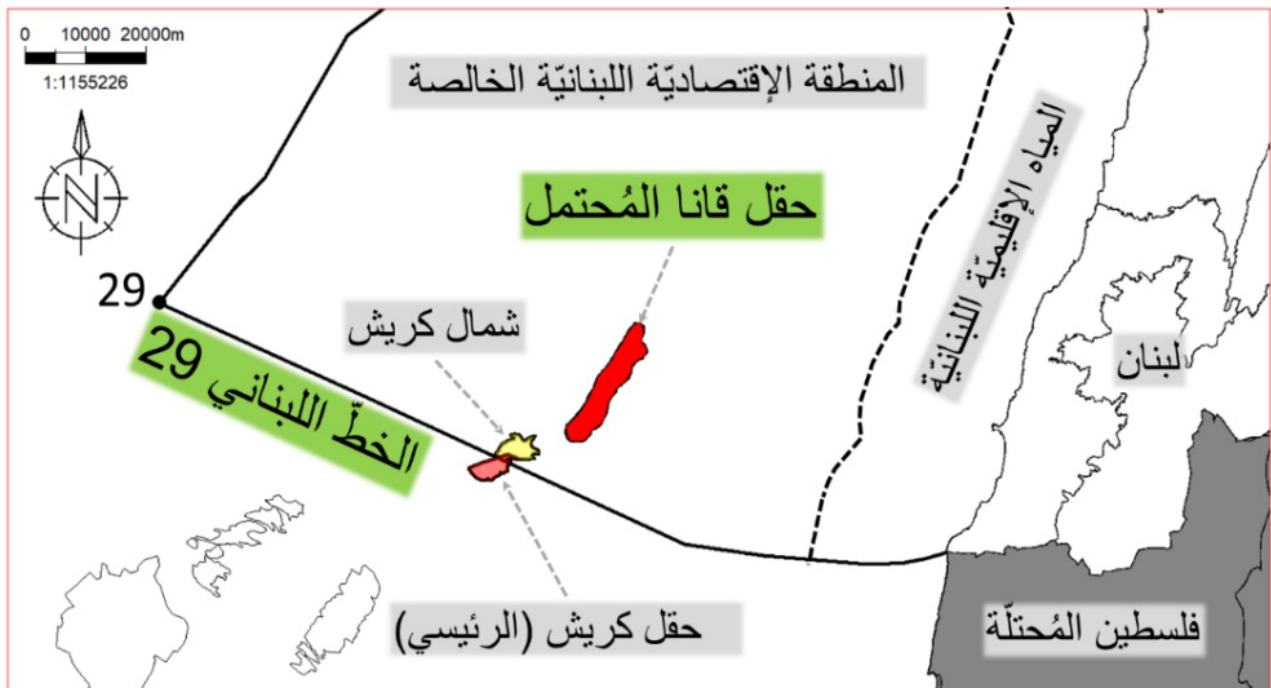 0 10000 20000m
1:1155226
N
المنطقة الإقتصاديّة اللبنانيّة الخالصة
المياه الإقليميّة اللبنانيّة
حقل قانا المُحتمل
29
شمال كريش
الخطّ اللبناني 29
لبنان
حقل كريش (الرئيسي)
فلسطين المُحتلّة